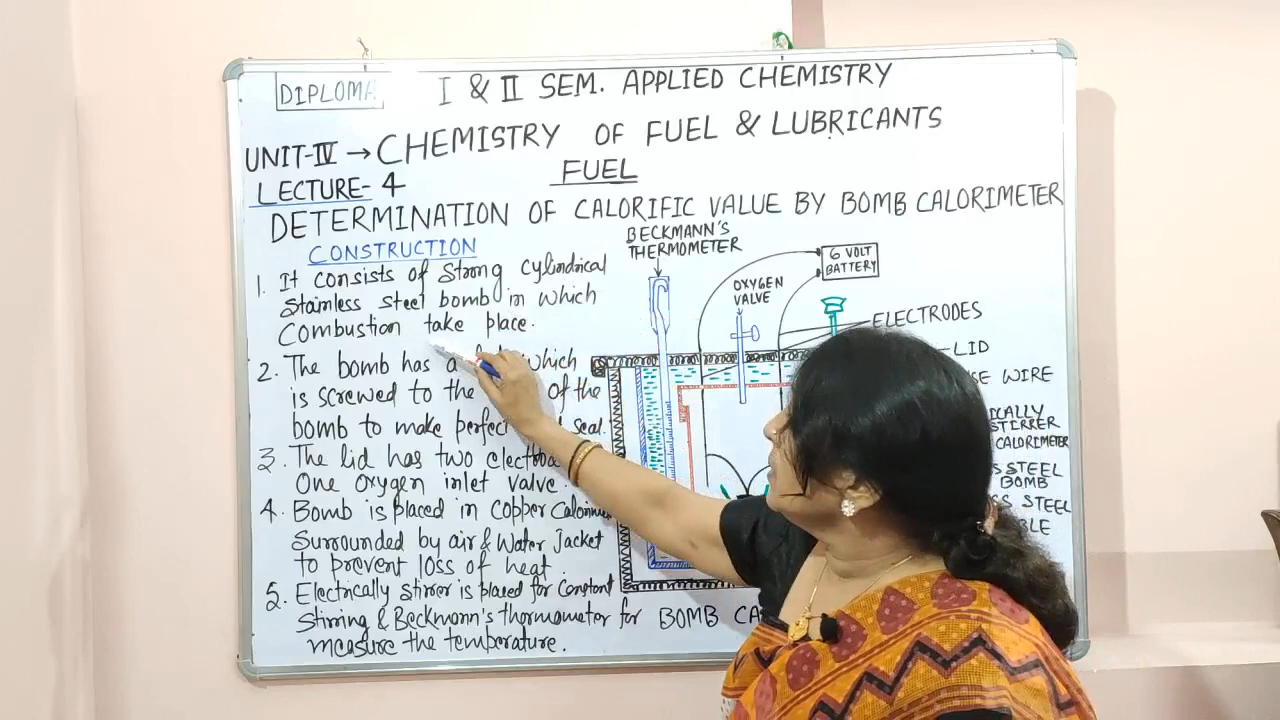 DIPLOMA
I & II SEM. APPLIED CHEMISTRY
UNIT-IV → CHEMISTRY OF FUEL & LUBRICANTS
LECTURE- 4
FUEL
DETERMINATION OF CALORIFIC VALUE BY BOMB CALORIMETER
CONSTRUCTION
1. It consists of strong cylindrical
stainless steel bomb in which
combustion take place.
2. The bomb has a which
is screwed to the of the
bomb to make perfect seal.
3. The lid has two
One oxygen inlet valve.
4. Bomb is placed in copper
surrounded by air & water Jacket
to prevent loss of heat.
5. Electrically stirrer is placed for constant
stirring & Beckmann's thermometer for
measure the temperature.
BECKMANN'S
THERMOMETER
OXYGEN
VALVE
6 VOLT
BATTERY
ELECTRODES
LID
WIRE
STIRRER
CALORIMETER
STEEL
BOMB
STEEL
BOMB